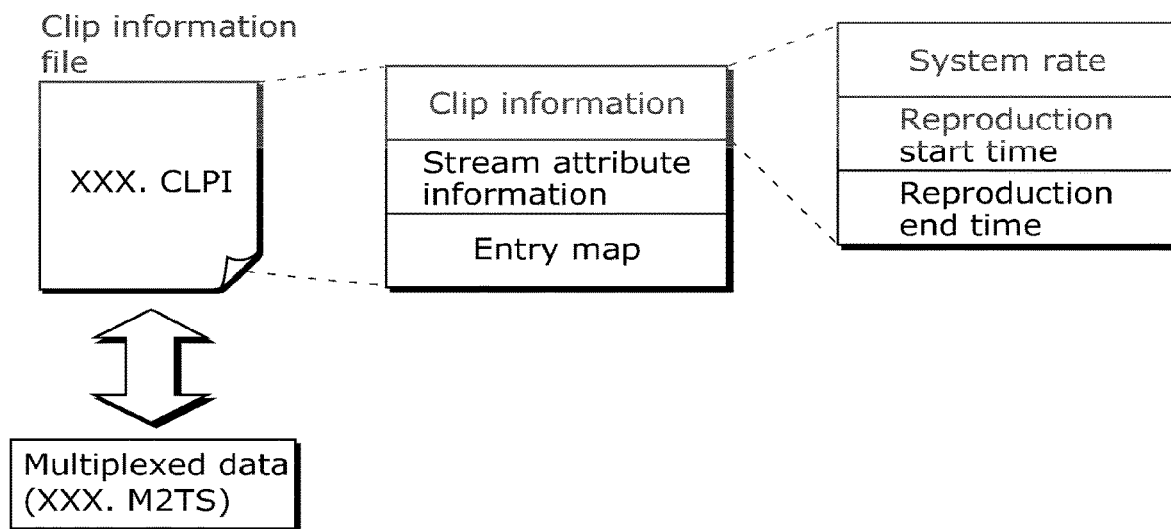 Clip information
file
XXX. CLPI
Clip information
Stream attribute
information
Entry map
System rate
Reproduction
start time
Reproduction
end time
Multiplexed data
(XXX. M2TS)